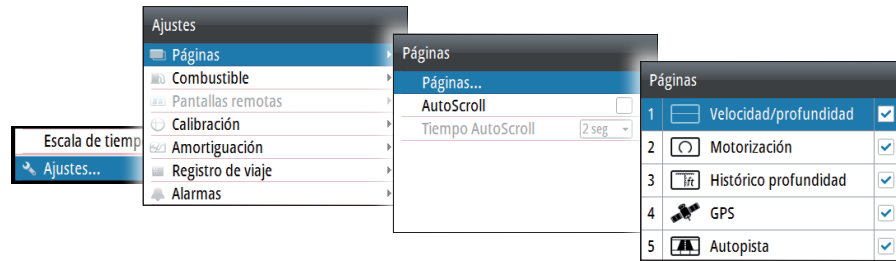 Escala de tiemp
Ajustes...
Ajustes
Páginas
Combustible
Pantallas remotas
Calibración
Amortiguación
Registro de viaje
Alarmas
Páginas
Páginas...
AutoScroll
Tiempo AutoScroll 2 seg
Páginas
1 Velocidad/profundidad
2 Motorización
3 ft Histórico profundidad
4 GPS
5 Autopista